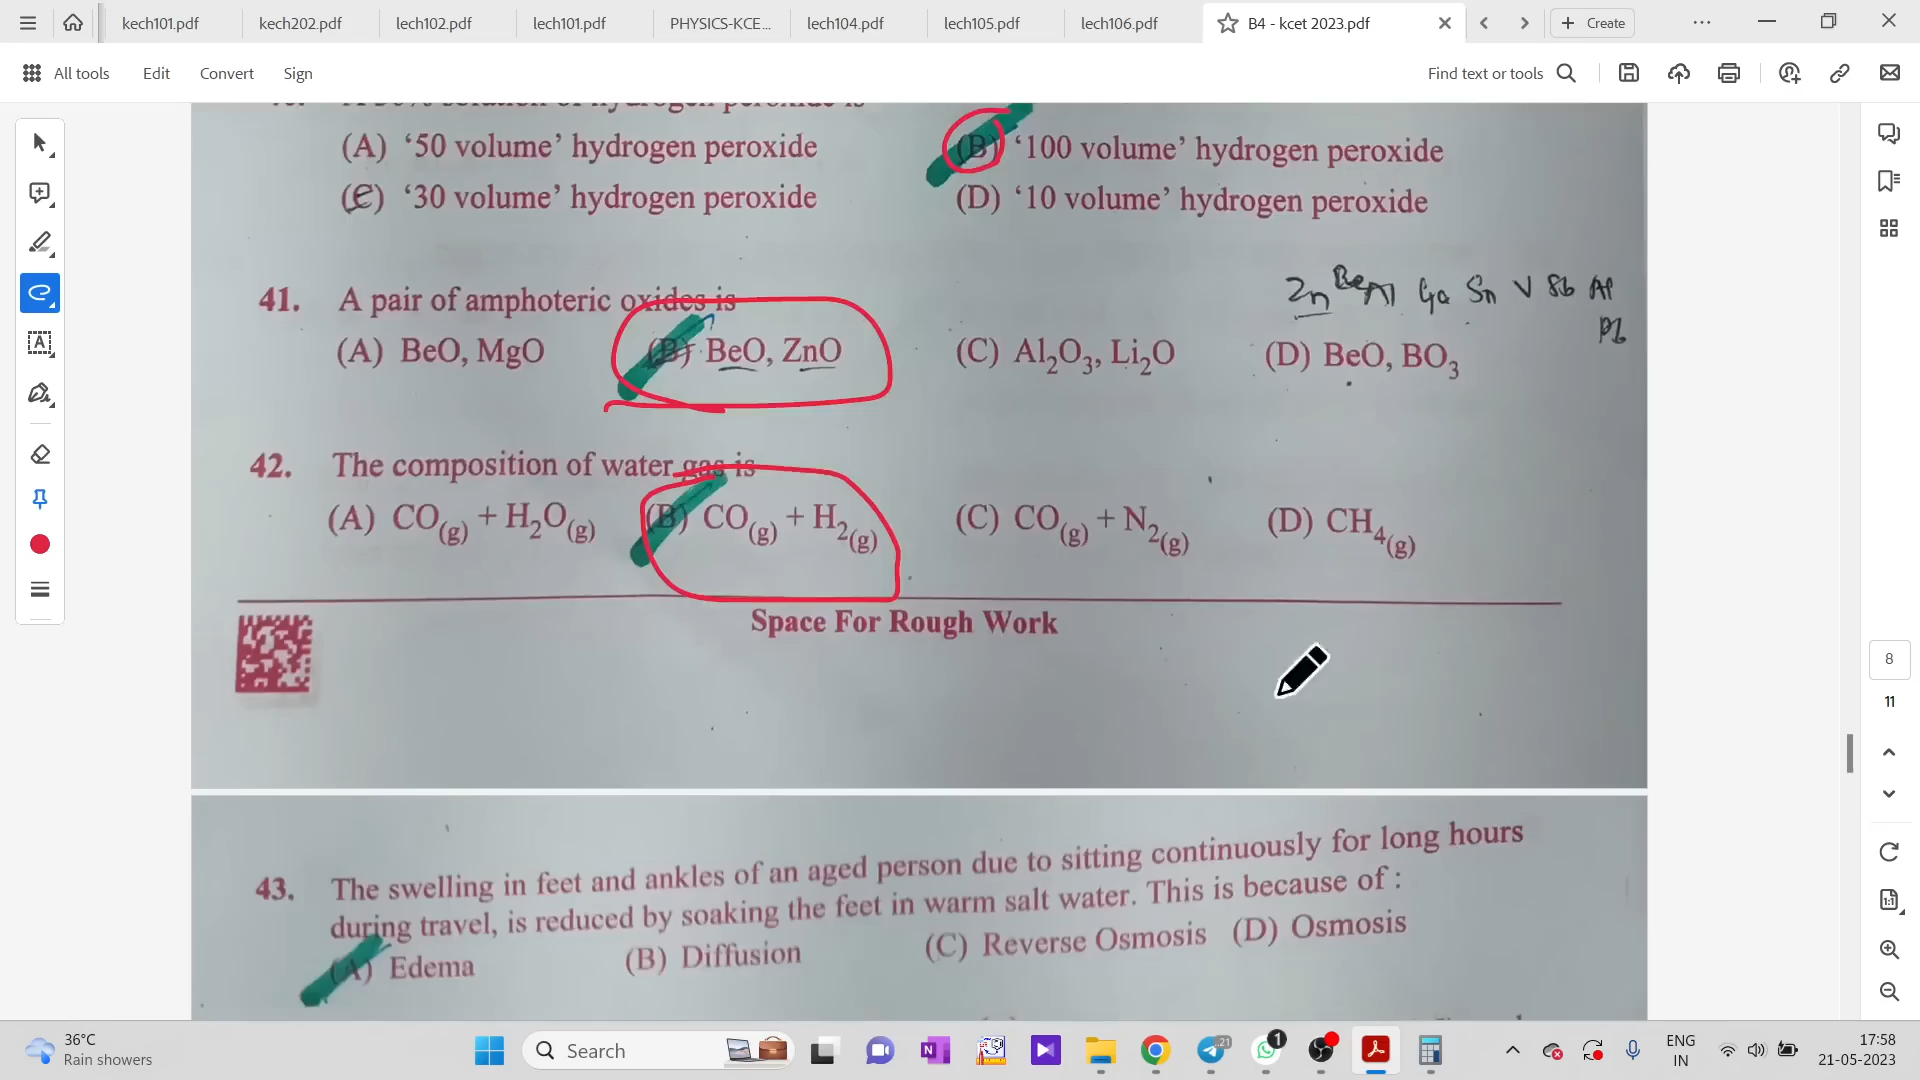 kech101.pdf
kech202.pdf
lech102.pdf
lech101.pdf
PHYSICS-KCE...
lech104.pdf
lech105.pdf
lech106.pdf
B4 - kcet 2023.pdf
Create
All tools
Edit
Convert
Sign
Find text or tools
(A) ‘50 volume’ hydrogen peroxide (B) ‘100 volume’ hydrogen peroxide
(C) ‘30 volume’ hydrogen peroxide (D) ‘10 volume’ hydrogen peroxide
41. A pair of amphoteric oxides is
Zn Be Al Ga Sn V Sb
Pb
(A) BeO, MgO (B) BeO, ZnO (C) Al₂O₃, Li₂O (D) BeO, BO₃
42. The composition of water gas is
(A) CO(g) + H₂O(g) (B) CO(g) + H₂(g) (C) CO(g) + N₂(g) (D) CH₄(g)
Space For Rough Work
8
11
43. The swelling in feet and ankles of an aged person due to sitting continuously for long hours
during travel, is reduced by soaking the feet in warm salt water. This is because of :
(A) Edema (B) Diffusion (C) Reverse Osmosis (D) Osmosis
36°C
Rain showers
Search
21
1
ENG
IN
17:58
21-05-2023